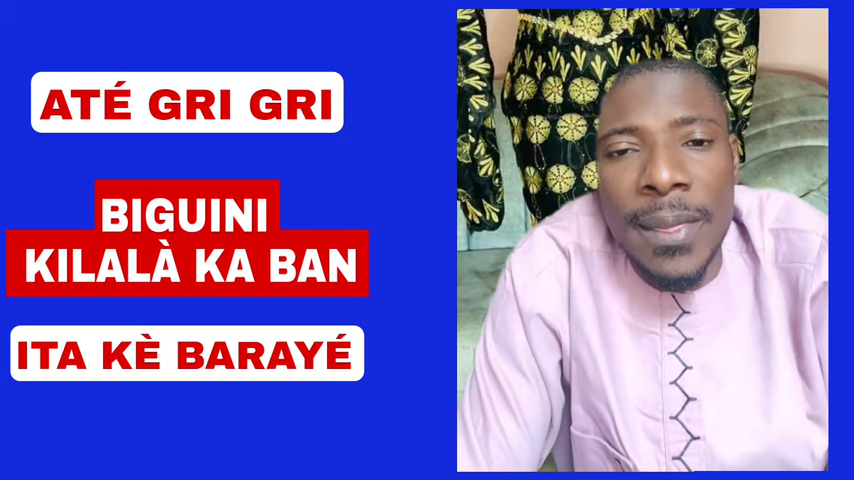 ATÉ GRI GRI
BIGUINI
KILALÀ KA BAN
ITA KÈ BARAYÉ